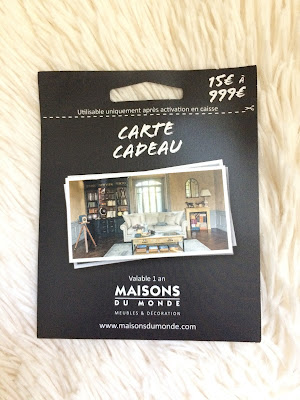 15€ à
999€
Utilisable uniquement après activation en caisse
CARTE
CADEAU
Valable 1 an
MAISONS
DU MONDE
MEUBLES & DÉCORATION
www.maisonsdumonde.com